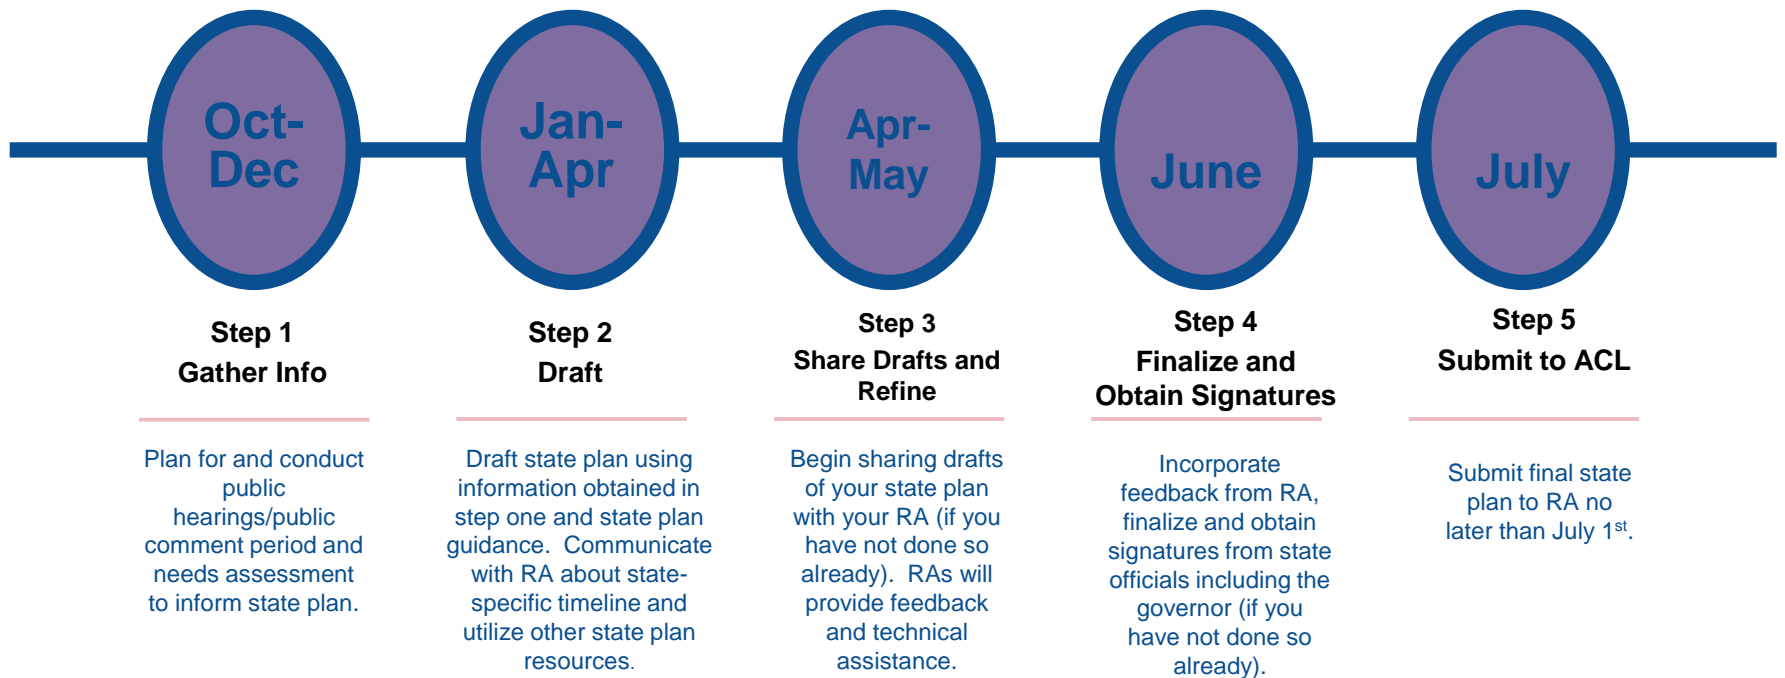 Oct-
Dec
Jan-
Apr
Apr-
May
June
July
Step 1
Gather Info
Step 2
Draft
Step 3
Share Drafts and
Refine
Step 4
Finalize and
Obtain Signatures
Step 5
Submit to ACL
Plan for and conduct
public
hearings/public
comment period and
needs assessment
to inform state plan.
Draft state plan using
information obtained in
step one and state plan
guidance.  Communicate
with RA about state-
specific timeline and
utilize other state plan
resources.
Begin sharing drafts
of your state plan
with your RA (if you
have not done so
already).  RAs will
provide feedback
and technical
assistance.
Incorporate
feedback from RA,
finalize and obtain
signatures from state
officials including the
governor (if you
have not done so
already).
Submit final state
plan to RA no
later than July 1st.